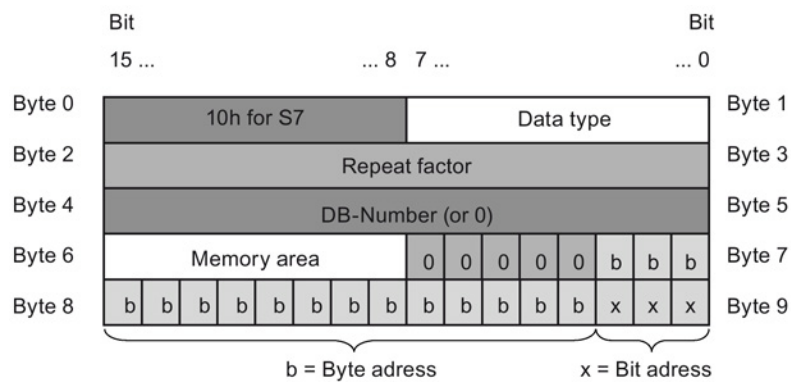 Bit Bit
15 ... ... 8 7 ... ... 0
Byte 0 10h for S7 Data type Byte 1
Byte 2 Repeat factor Byte 3
Byte 4 DB-Number (or 0) Byte 5
Byte 6 Memory area 0 0 0 0 0 b b b Byte 7
Byte 8 b b b b b b b b b b b b b x x x Byte 9
b = Byte adress x = Bit adress